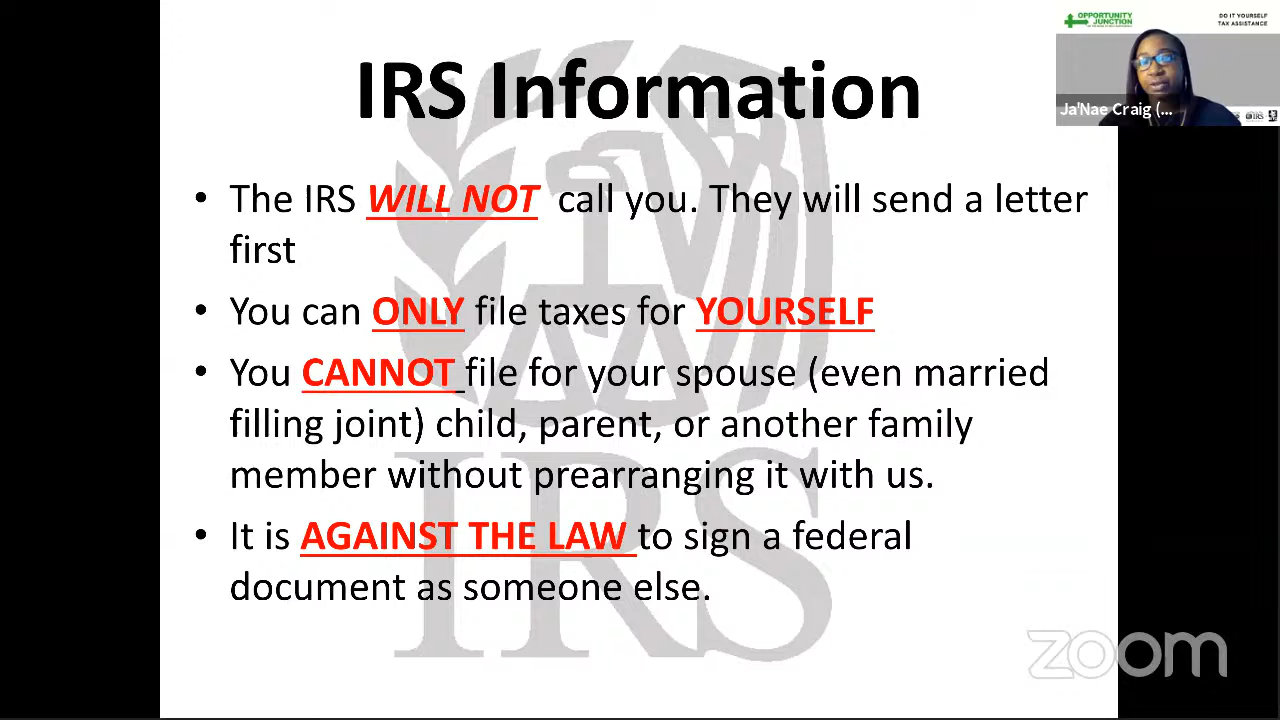 IRS Information
• The IRS WILL NOT call you. They will send a letter
first
• You can ONLY file taxes for YOURSELF
• You CANNOT file for your spouse (even married
filling joint) child, parent, or another family
member without prearranging it with us.
• It is AGAINST THE LAW to sign a federal
document as someone else.
IRS
OPPORTUNITY
JUNCTION
DO IT YOURSELF
TAX ASSISTANCE
Ja'Nae Craig (...
IRS
zoom